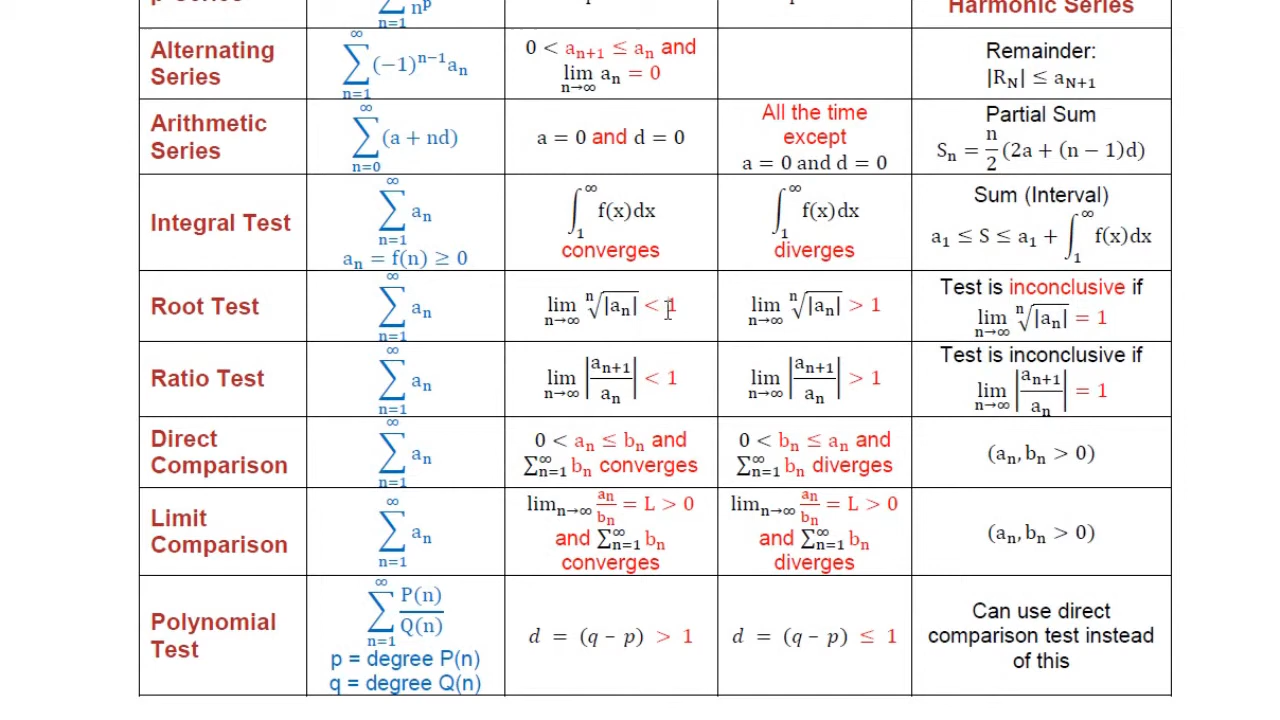 p-Series
∑ n=1 n^p
Harmonic Series
Alternating
Series
∞ ∑ n=1 (−1)^(n−1) a_n
0 < a_(n+1) ≤ a_n and
lim n→∞ a_n = 0
Remainder:
|R_N| ≤ a_(N+1)
Arithmetic
Series
∞ ∑ n=0 (a + nd)
a = 0 and d = 0
All the time
except
a = 0 and d = 0
Partial Sum
S_n = n/2 (2a + (n − 1)d)
Integral Test
∞ ∑ n=1 a_n
a_n = f(n) ≥ 0
∫_1^∞ f(x)dx
converges
∫_1^∞ f(x)dx
diverges
Sum (Interval)
a_1 ≤ S ≤ a_1 + ∫_1^∞ f(x)dx
Root Test
∞ ∑ n=1 a_n
lim n→∞ ⁿ√|a_n| < 1
lim n→∞ ⁿ√|a_n| > 1
Test is inconclusive if
lim n→∞ ⁿ√|a_n| = 1
Ratio Test
∞ ∑ n=1 a_n
lim n→∞ |a_(n+1)/a_n| < 1
lim n→∞ |a_(n+1)/a_n| > 1
Test is inconclusive if
lim n→∞ |a_(n+1)/a_n| = 1
Direct
Comparison
∞ ∑ n=1 a_n
0 < a_n ≤ b_n and
∑_(n=1)^∞ b_n converges
0 < b_n ≤ a_n and
∑_(n=1)^∞ b_n diverges
(a_n, b_n > 0)
Limit
Comparison
∞ ∑ n=1 a_n
lim_(n→∞) a_n/b_n = L > 0
and ∑_(n=1)^∞ b_n
converges
lim_(n→∞) a_n/b_n = L > 0
and ∑_(n=1)^∞ b_n
diverges
(a_n, b_n > 0)
Polynomial
Test
∞ ∑ n=1 P(n)/Q(n)
p = degree P(n)
q = degree Q(n)
d = (q − p) > 1
d = (q − p) ≤ 1
Can use direct
comparison test instead
of this